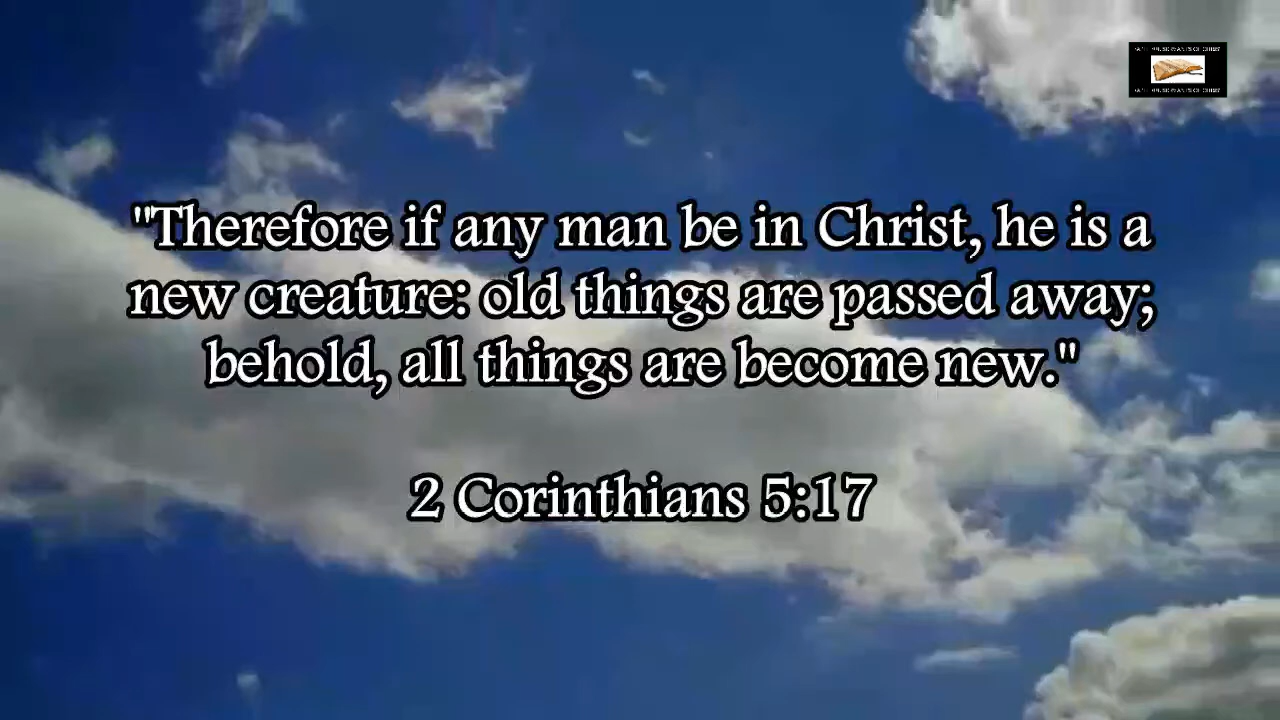 "Therefore if any man be in Christ, he is a
new creature: old things are passed away;
behold, all things are become new."
2 Corinthians 5:17